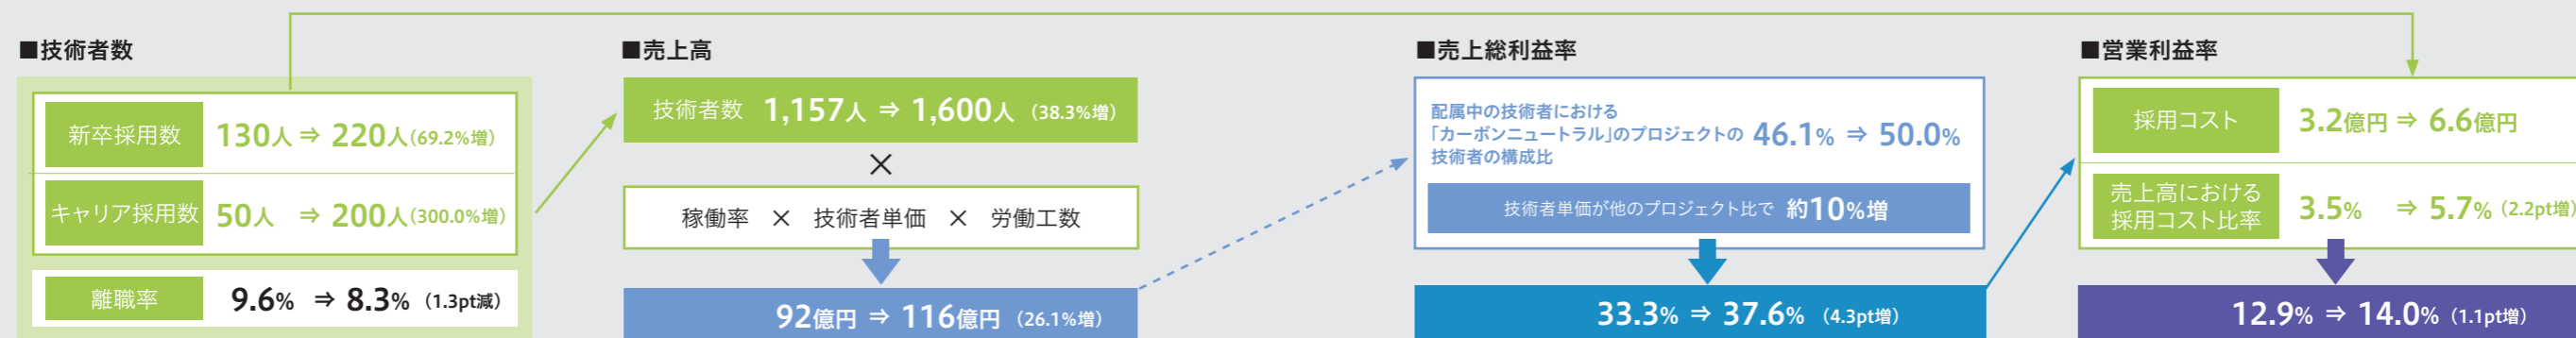 ■技術者数
新卒採用数 130人 ⇒ 220人(69.2%増)
キャリア採用数 50人 ⇒ 200人(300.0%増)
離職率 9.6% ⇒ 8.3% (1.3pt減)
■売上高
技術者数 1,157人 ⇒ 1,600人 (38.3%増)
×
稼働率 × 技術者単価 × 労働工数
92億円 ⇒ 116億円 (26.1%増)
■売上総利益率
配属中の技術者における
「カーボンニュートラル」のプロジェクトの 46.1% ⇒ 50.0%
技術者の構成比
技術者単価が他のプロジェクト比で 約10%増
33.3% ⇒ 37.6% (4.3pt増)
■営業利益率
採用コスト 3.2億円 ⇒ 6.6億円
売上高における
採用コスト比率 3.5% ⇒ 5.7% (2.2pt増)
12.9% ⇒ 14.0% (1.1pt増)